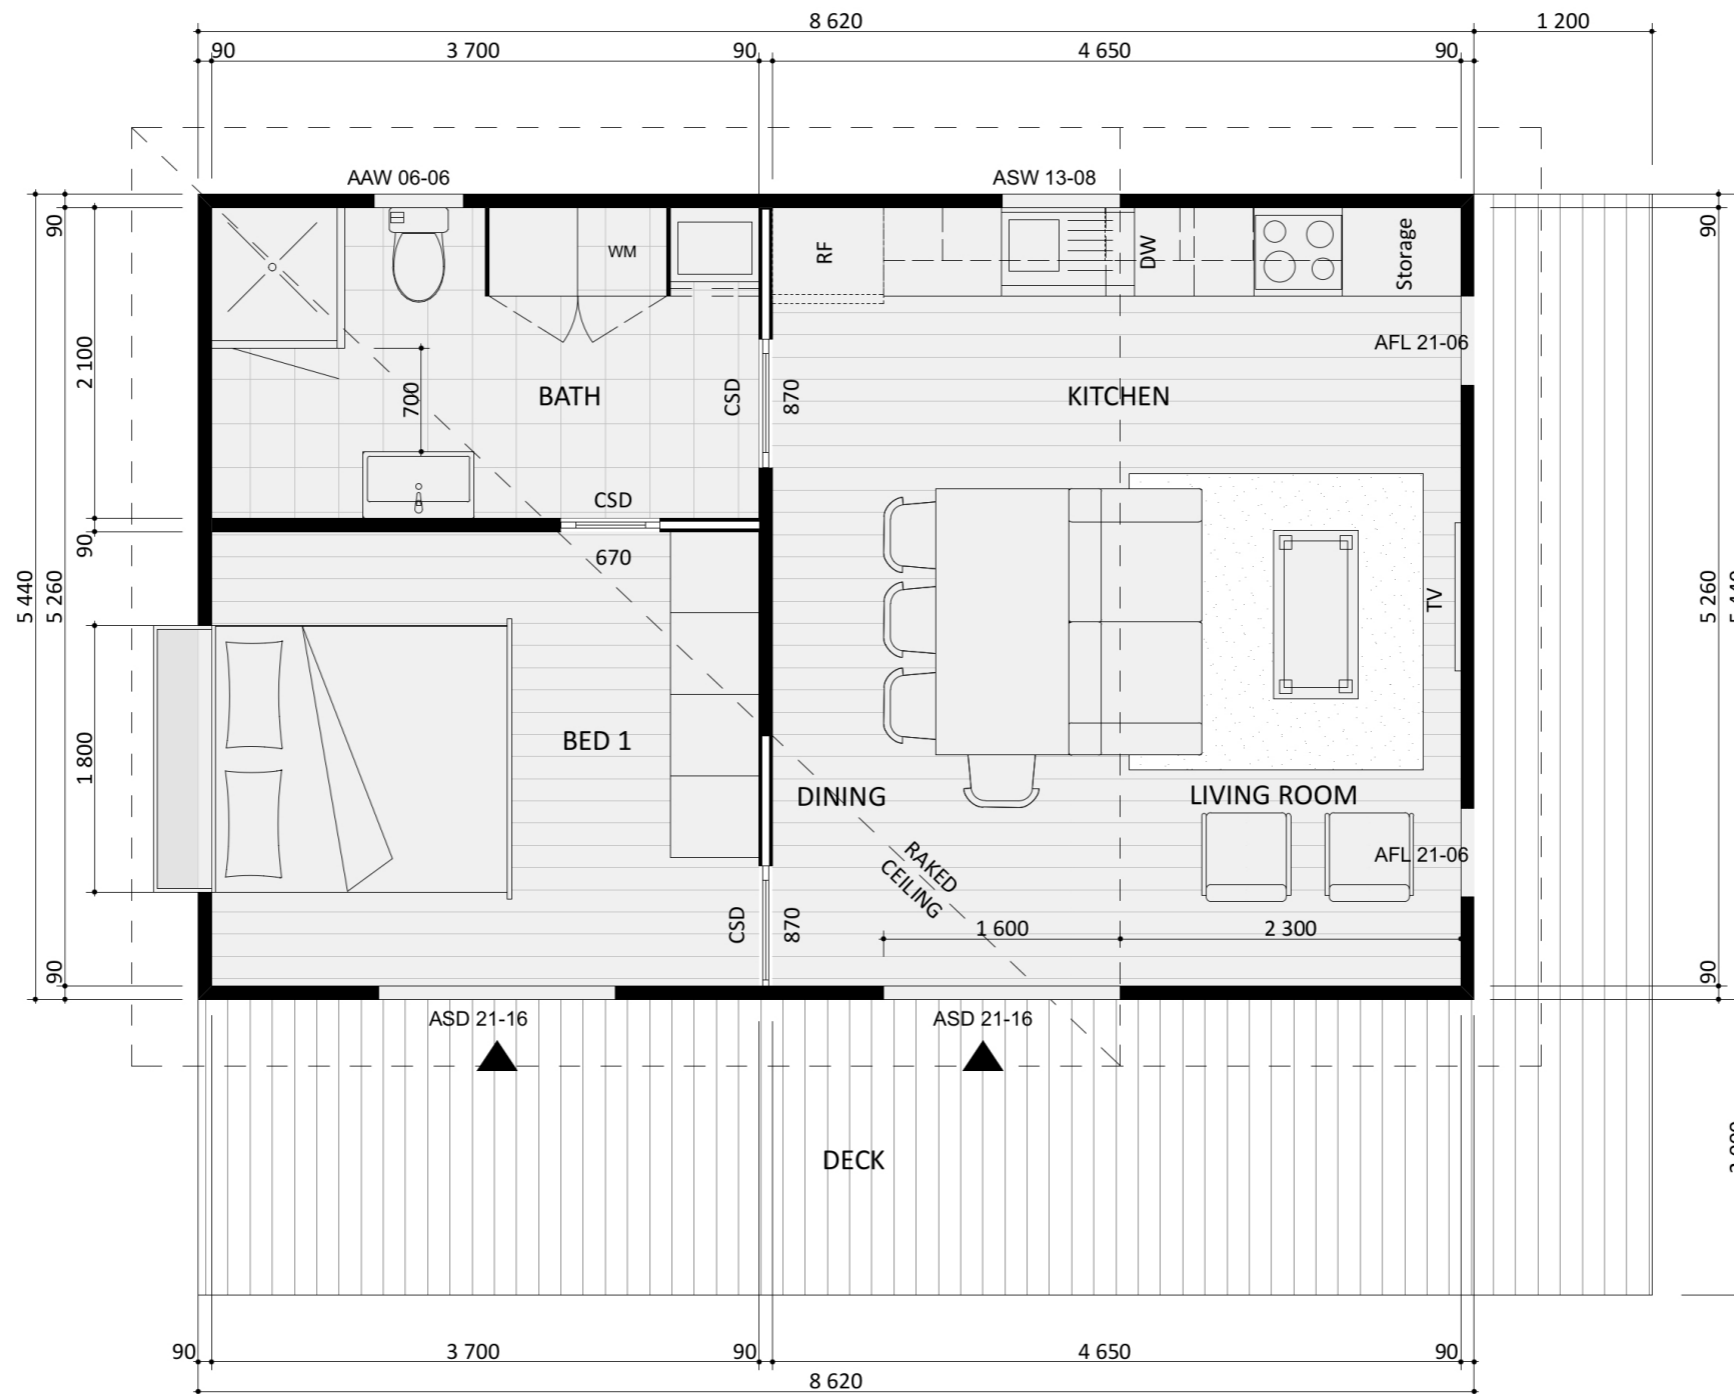 8 620
1 200
90
3 700
90
4 650
90
AAW 06-06
ASW 13-08
90
90
RF
WM
DW
Storage
AFL 21-06
2 100
700
BATH
CSD
870
KITCHEN
CSD
90
670
5 440
5 260
TV
5 260
1 800
BED 1
DINING
LIVING ROOM
RAKED
CEILING
AFL 21-06
CSD
870
1 600
2 300
90
90
ASD 21-16
ASD 21-16
DECK
90
3 700
90
4 650
90
8 620